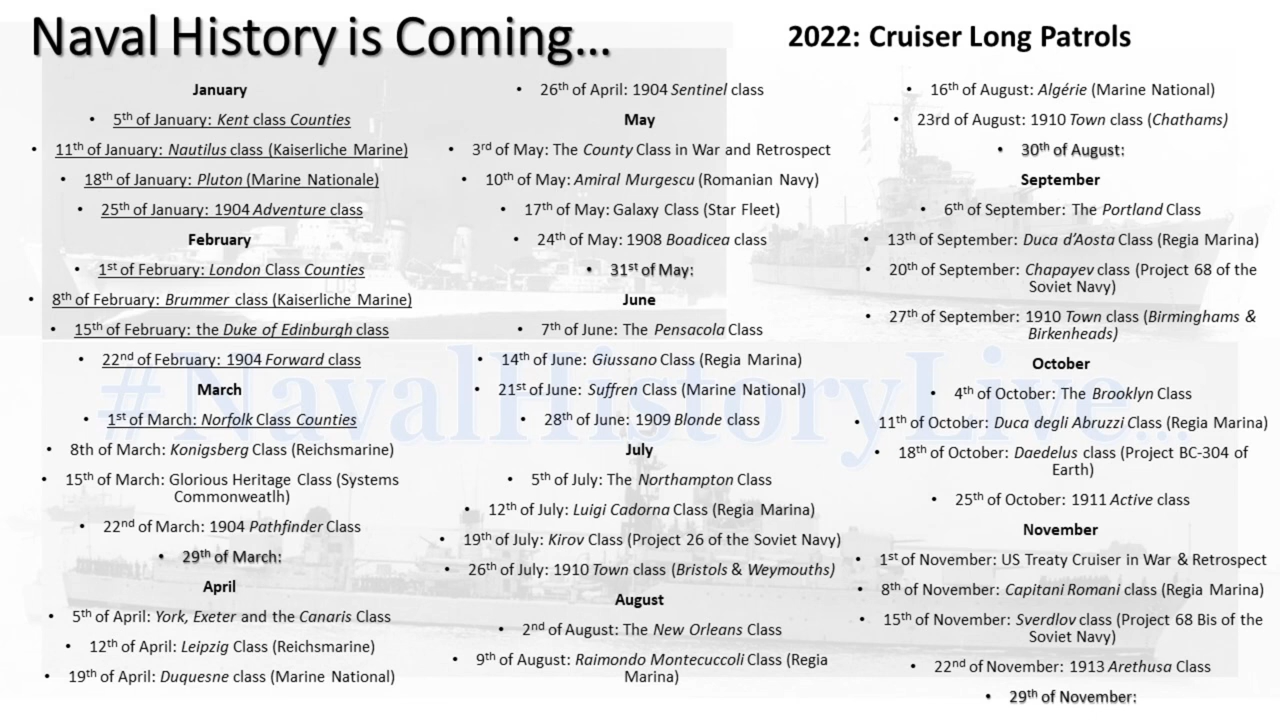 Naval History is Coming...
2022: Cruiser Long Patrols
January
• 5th of January: Kent class Counties
• 11th of January: Nautilus class (Kaiserliche Marine)
• 18th of January: Pluton (Marine Nationale)
• 25th of January: 1904 Adventure class
February
• 1st of February: London Class Counties
• 8th of February: Brummer class (Kaiserliche Marine)
• 15th of February: the Duke of Edinburgh class
• 22nd of February: 1904 Forward class
March
• 1st of March: Norfolk Class Counties
• 8th of March: Konigsberg Class (Reichsmarine)
• 15th of March: Glorious Heritage Class (Systems
Commonweatlh)
• 22nd of March: 1904 Pathfinder Class
• 29th of March:
April
• 5th of April: York, Exeter and the Canaris Class
• 12th of April: Leipzig Class (Reichsmarine)
• 19th of April: Duquesne class (Marine National)
• 26th of April: 1904 Sentinel class
May
• 3rd of May: The County Class in War and Retrospect
• 10th of May: Amiral Murgescu (Romanian Navy)
• 17th of May: Galaxy Class (Star Fleet)
• 24th of May: 1908 Boadicea class
• 31st of May:
June
• 7th of June: The Pensacola Class
• 14th of June: Giussano Class (Regia Marina)
• 21st of June: Suffren Class (Marine National)
• 28th of June: 1909 Blonde class
July
• 5th of July: The Northampton Class
• 12th of July: Luigi Cadorna Class (Regia Marina)
• 19th of July: Kirov Class (Project 26 of the Soviet Navy)
• 26th of July: 1910 Town class (Bristols & Weymouths)
August
• 2nd of August: The New Orleans Class
• 9th of August: Raimondo Montecuccoli Class (Regia
Marina)
• 16th of August: Algérie (Marine National)
• 23rd of August: 1910 Town class (Chathams)
• 30th of August:
September
• 6th of September: The Portland Class
• 13th of September: Duca d'Aosta Class (Regia Marina)
• 20th of September: Chapayev class (Project 68 of the
Soviet Navy)
• 27th of September: 1910 Town class (Birminghams &
Birkenheads)
October
• 4th of October: The Brooklyn Class
• 11th of October: Duca degli Abruzzi Class (Regia Marina)
• 18th of October: Daedelus class (Project BC-304 of
Earth)
• 25th of October: 1911 Active class
November
• 1st of November: US Treaty Cruiser in War & Retrospect
• 8th of November: Capitani Romani class (Regia Marina)
• 15th of November: Sverdlov class (Project 68 Bis of the
Soviet Navy)
• 22nd of November: 1913 Arethusa Class
• 29th of November:
#NavalHistoryLive...
L03